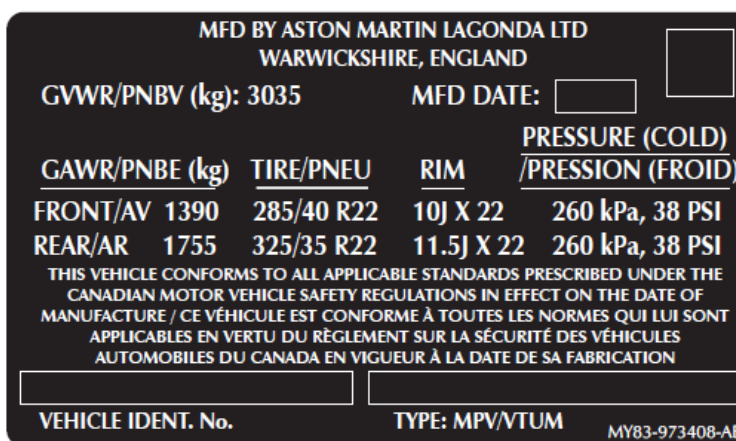 MFD BY ASTON MARTIN LAGONDA LTD
WARWICKSHIRE, ENGLAND
GVWR/PNBV (kg): 3035 MFD DATE:
PRESSURE (COLD)
GAWR/PNBE (kg) TIRE/PNEU RIM /PRESSION (FROID)
FRONT/AV 1390 285/40 R22 10J X 22 260 kPa, 38 PSI
REAR/AR 1755 325/35 R22 11.5J X 22 260 kPa, 38 PSI
THIS VEHICLE CONFORMS TO ALL APPLICABLE STANDARDS PRESCRIBED UNDER THE
CANADIAN MOTOR VEHICLE SAFETY REGULATIONS IN EFFECT ON THE DATE OF
MANUFACTURE / CE VÉHICULE EST CONFORME À TOUTES LES NORMES QUI LUI SONT
APPLICABLES EN VERTU DU RÈGLEMENT SUR LA SÉCURITÉ DES VÉHICULES
AUTOMOBILES DU CANADA EN VIGUEUR À LA DATE DE SA FABRICATION
VEHICLE IDENT. No. TYPE: MPV/VTUM MY83-973408-